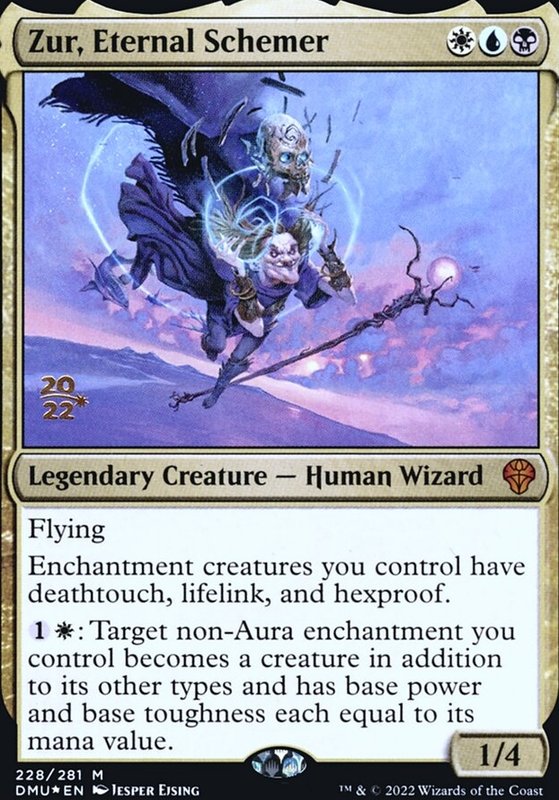 Zur, Eternal Schemer
20
22
Legendary Creature — Human Wizard
Flying
Enchantment creatures you control have
deathtouch, lifelink, and hexproof.
1 : Target non-Aura enchantment you
control becomes a creature in addition
to its other types and has base power
and base toughness each equal to its
mana value.
1/4
228/281 M
DMU★EN Jesper Ejsing
™ & © 2022 Wizards of the Coast